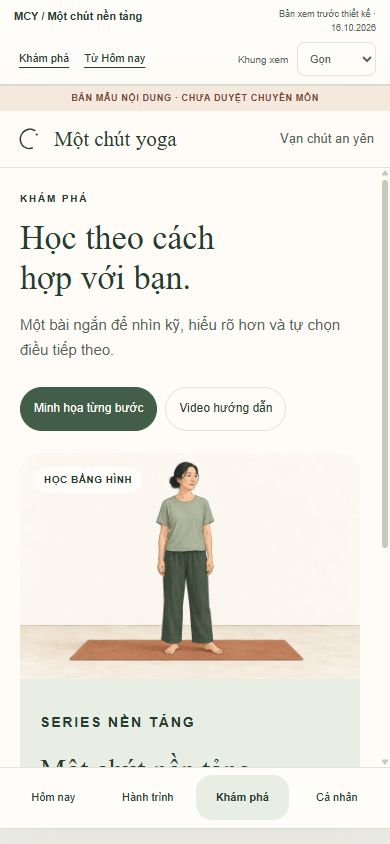 MCY / Một chút nền tảng
Bản xem trước thiết kế ·
16.10.2026
Khám phá
Từ Hôm nay
Khung xem
Gọn
BẢN MẪU NỘI DUNG · CHƯA DUYỆT CHUYÊN MÔN
Một chút yoga
Vạn chút an yên
KHÁM PHÁ
Học theo cách
hợp với bạn.
Một bài ngắn để nhìn kỹ, hiểu rõ hơn và tự chọn
điều tiếp theo.
Minh họa từng bước
Video hướng dẫn
HỌC BẰNG HÌNH
SERIES NỀN TẢNG
Một chút nền tảng
Hôm nay
Hành trình
Khám phá
Cá nhân